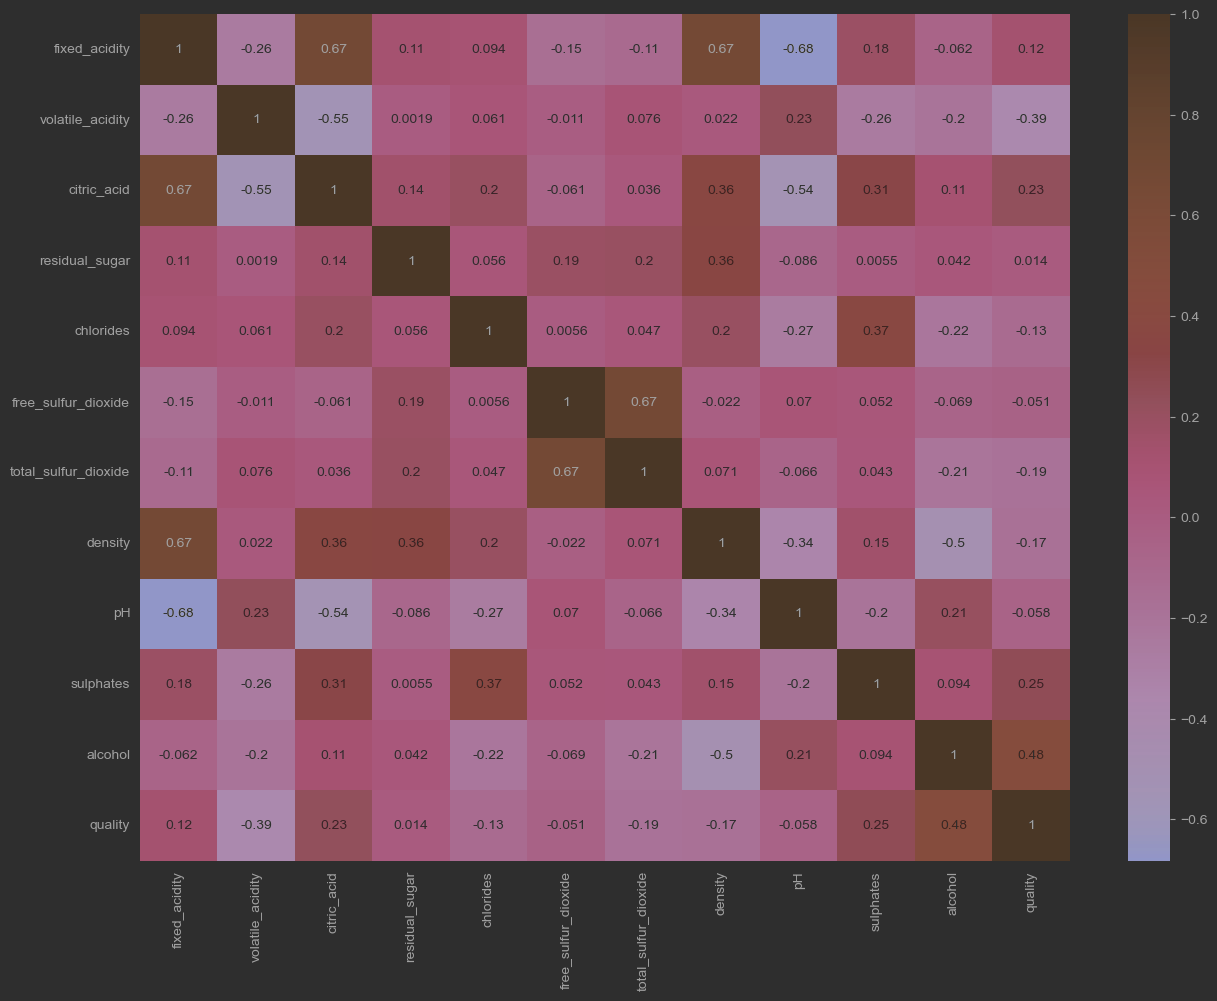 fixed_acidity 1 -0.26 0.67 0.11 0.094 -0.15 -0.11 0.67 -0.68 0.18 -0.062 0.12
volatile_acidity -0.26 1 -0.55 0.0019 0.061 -0.011 0.076 0.022 0.23 -0.26 -0.2 -0.39
citric_acid 0.67 -0.55 1 0.14 0.2 -0.061 0.036 0.36 -0.54 0.31 0.11 0.23
residual_sugar 0.11 0.0019 0.14 1 0.056 0.19 0.2 0.36 -0.086 0.0055 0.042 0.014
chlorides 0.094 0.061 0.2 0.056 1 0.0056 0.047 0.2 -0.27 0.37 -0.22 -0.13
free_sulfur_dioxide -0.15 -0.011 -0.061 0.19 0.0056 1 0.67 -0.022 0.07 0.052 -0.069 -0.051
total_sulfur_dioxide -0.11 0.076 0.036 0.2 0.047 0.67 1 0.071 -0.066 0.043 -0.21 -0.19
density 0.67 0.022 0.36 0.36 0.2 -0.022 0.071 1 -0.34 0.15 -0.5 -0.17
pH -0.68 0.23 -0.54 -0.086 -0.27 0.07 -0.066 -0.34 1 -0.2 0.21 -0.058
sulphates 0.18 -0.26 0.31 0.0055 0.37 0.052 0.043 0.15 -0.2 1 0.094 0.25
alcohol -0.062 -0.2 0.11 0.042 -0.22 -0.069 -0.21 -0.5 0.21 0.094 1 0.48
quality 0.12 -0.39 0.23 0.014 -0.13 -0.051 -0.19 -0.17 -0.058 0.25 0.48 1
fixed_acidity
volatile_acidity
citric_acid
residual_sugar
chlorides
free_sulfur_dioxide
total_sulfur_dioxide
density
pH
sulphates
alcohol
quality
1.0
0.8
0.6
0.4
0.2
0.0
−0.2
−0.4
−0.6